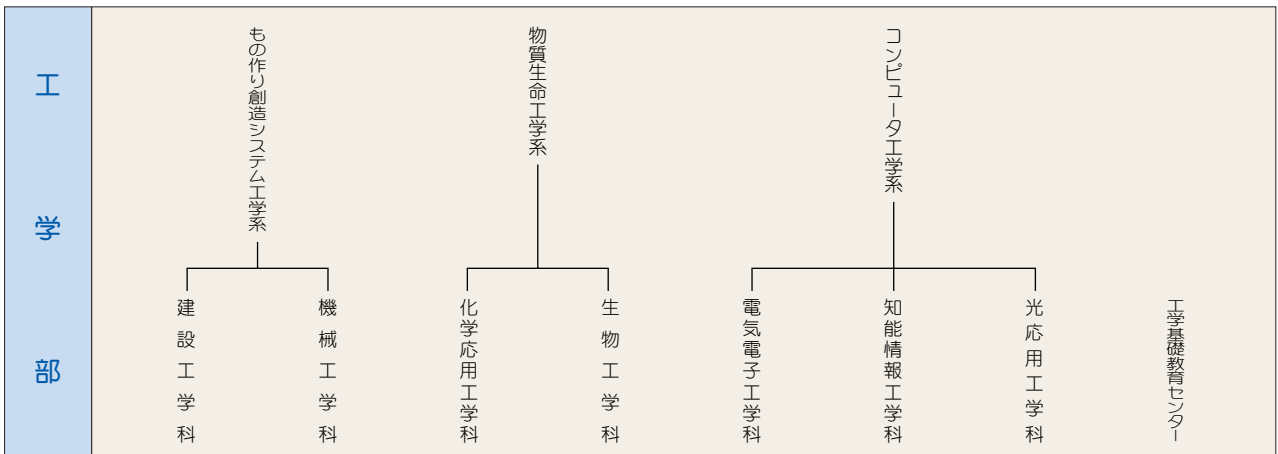 工学部
もの作り創造システム工学系
建設工学科
機械工学科
物質生命工学系
化学応用工学科
生物工学科
コンピュータ工学系
電気電子工学科
知能情報工学科
光応用工学科
工学基礎教育センター